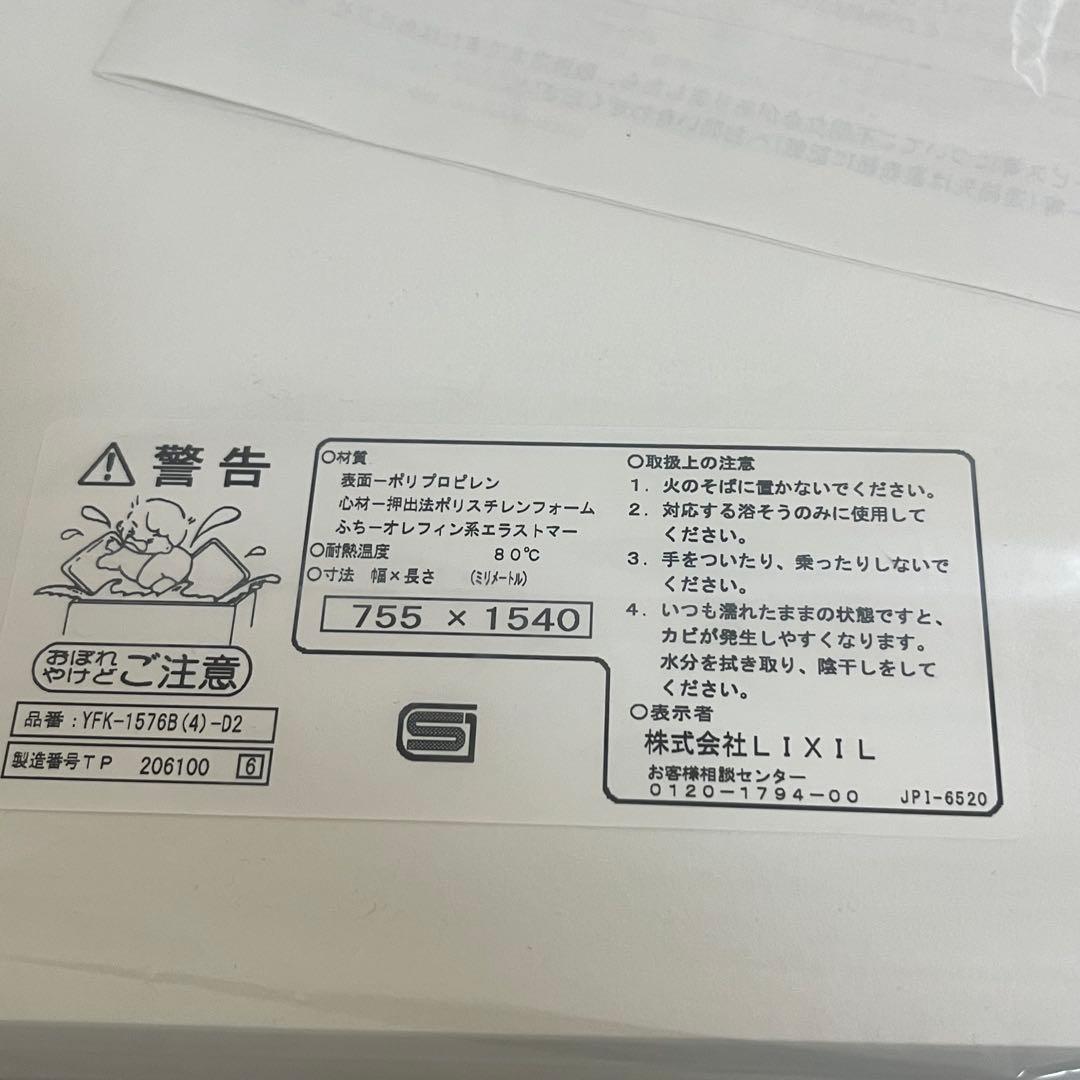 警告
おぼれ
やけど ご注意
品番:YFK-1576B(4)-D2
製造番号TP 206100 6
○材質
表面ーポリプロピレン
心材ー押出法ポリスチレンフォーム
ふちーオレフィン系エラストマー
○耐熱温度 80℃
○寸法 幅×長さ (ミリメートル)
755 × 1540
○取扱上の注意
1. 火のそばに置かないでください。
2. 対応する浴そうのみに使用して
ください。
3. 手をついたり、乗ったりしないで
ください。
4. いつも濡れたままの状態ですと、
カビが発生しやすくなります。
水分を拭き取り、陰干しをして
ください。
○表示者
株式会社LIXIL
お客様相談センター
0120-1794-00 JPI-6520